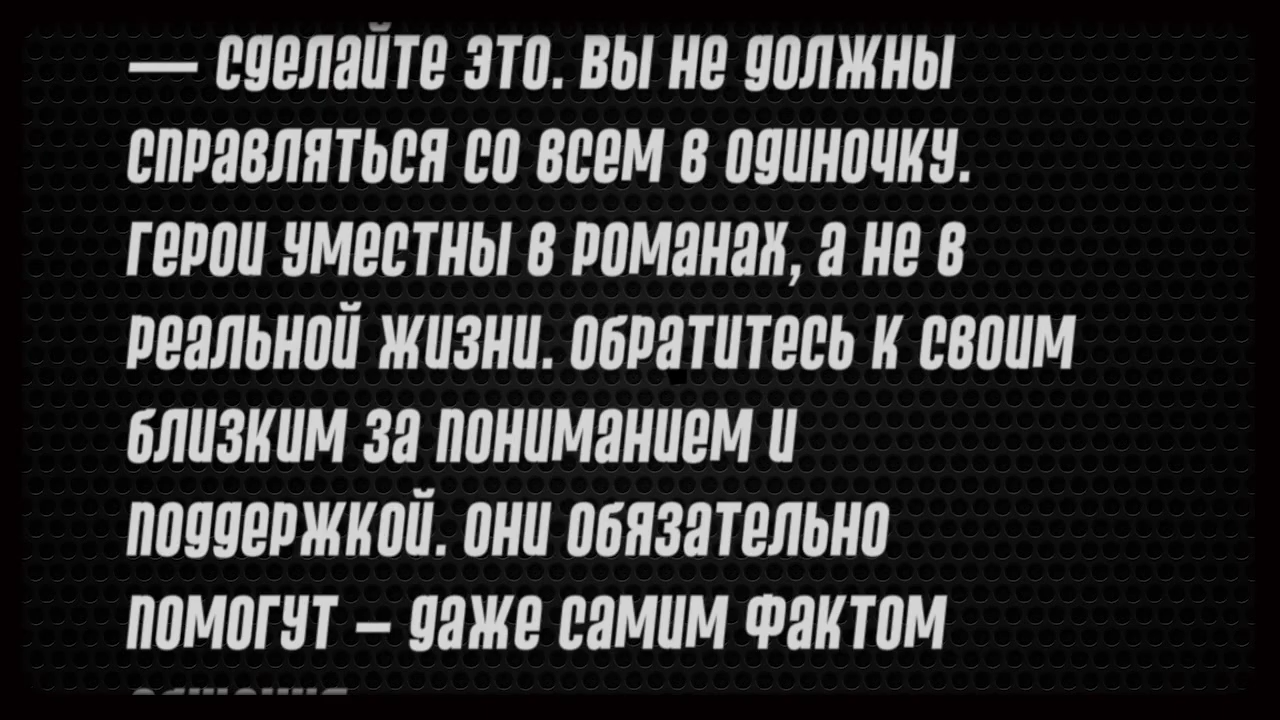 — сделайте это. Вы не должны
справляться со всем в одиночку.
Герои уместны в романах, а не в
реальной жизни. Обратитесь к своим
близким за пониманием и
поддержкой. Они обязательно
помогут – даже самим фактом